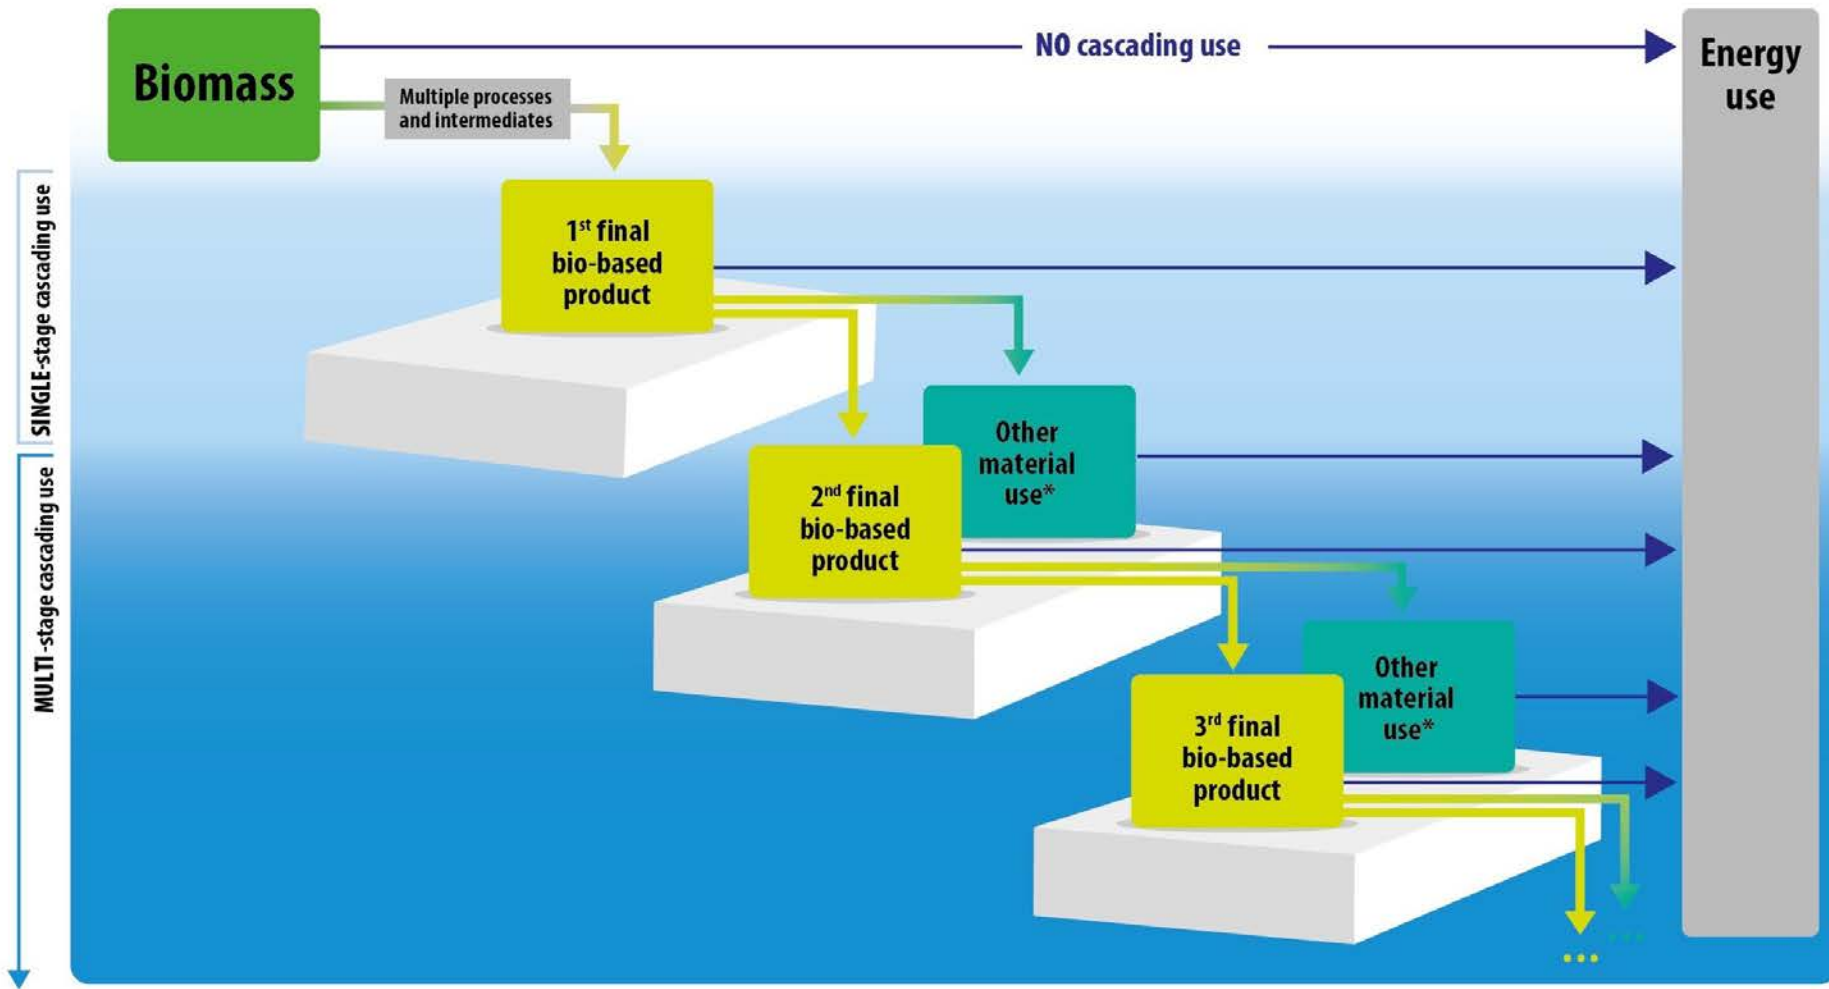 Biomass
NO cascading use
Energy
use
Multiple processes
and intermediates
SINGLE-stage cascading use
1st final
bio-based
product
Other
material
use*
MULTI-stage cascading use
2nd final
bio-based
product
Other
material
use*
3rd final
bio-based
product
...
...